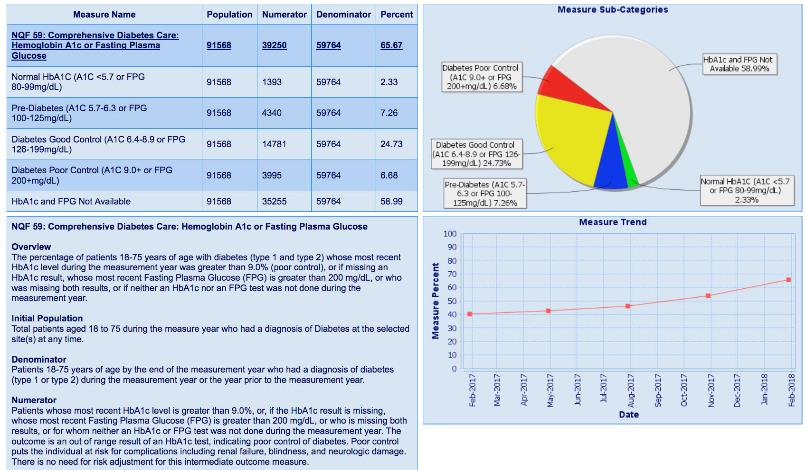 Measure Name Population Numerator Denominator Percent
NQF 59: Comprehensive Diabetes Care:
Hemoglobin A1c or Fasting Plasma
Glucose
91568 39250 59764 65.67
Normal HbA1C (A1C <5.7 or FPG
80-99mg/dL)
91568 1393 59764 2.33
Pre-Diabetes (A1C 5.7-6.3 or FPG
100-125mg/dL)
91568 4340 59764 7.26
Diabetes Good Control (A1C 6.4-8.9 or FPG
126-199mg/dL)
91568 14781 59764 24.73
Diabetes Poor Control (A1C 9.0+ or FPG
200+mg/dL)
91568 3995 59764 6.68
HbA1c and FPG Not Available 91568 35255 59764 58.99
Measure Sub-Categories
HbA1c and FPG Not
Available 58.99%
Diabetes Poor Control
(A1C 9.0+ or FPG
200+mg/dL) 6.68%
Diabetes Good Control
(A1C 6.4-8.9 or FPG 126-
199mg/dL) 24.73%
Pre-Diabetes (A1C 5.7-
6.3 or FPG 100-
125mg/dL) 7.26%
Normal HbA1C (A1C <5.7
or FPG 80-99mg/dL)
2.33%
NQF 59: Comprehensive Diabetes Care: Hemoglobin A1c or Fasting Plasma Glucose
Overview
The percentage of patients 18-75 years of age with diabetes (type 1 and type 2) whose most recent
HbA1c level during the measurement year was greater than 9.0% (poor control), or if missing an
HbA1c result, whose most recent Fasting Plasma Glucose (FPG) is greater than 200 mg/dL, or who
was missing both results, or if neither an HbA1c nor an FPG test was not done during the
measurement year.
Initial Population
Total patients aged 18 to 75 during the measure year who had a diagnosis of Diabetes at the selected
site(s) at any time.
Denominator
Patients 18-75 years of age by the end of the measurement year who had a diagnosis of diabetes
(type 1 or type 2) during the measurement year or the year prior to the measurement year.
Numerator
Patients whose most recent HbA1c level is greater than 9.0%, or, if the HbA1c result is missing,
whose most recent Fasting Plasma Glucose (FPG) is greater than 200 mg/dL, or who is missing both
results, or for whom neither an HbA1c or FPG test was not done during the measurement year. The
outcome is an out of range result of an HbA1c test, indicating poor control of diabetes. Poor control
puts the individual at risk for complications including renal failure, blindness, and neurologic damage.
There is no need for risk adjustment for this intermediate outcome measure.
Measure Trend
Measure Percent
100
90
80
70
60
50
40
30
20
10
0
Feb-2017
Mar-2017
Apr-2017
May-2017
Jun-2017
Jul-2017
Aug-2017
Sep-2017
Oct-2017
Nov-2017
Dec-2017
Jan-2018
Feb-2018
Date